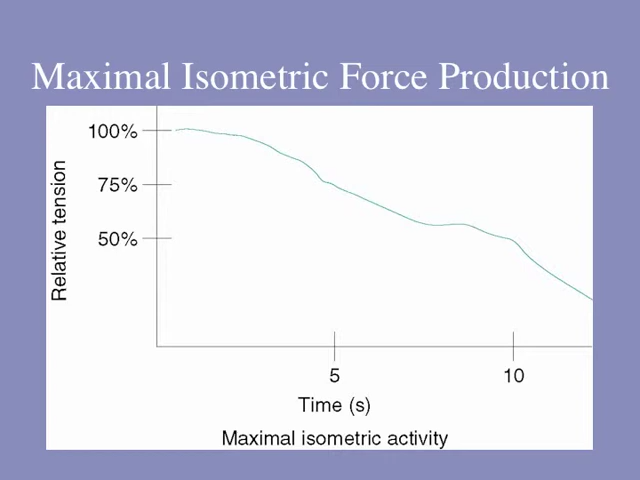 Maximal Isometric Force Production
100%
75%
50%
Relative tension
5
10
Time (s)
Maximal isometric activity